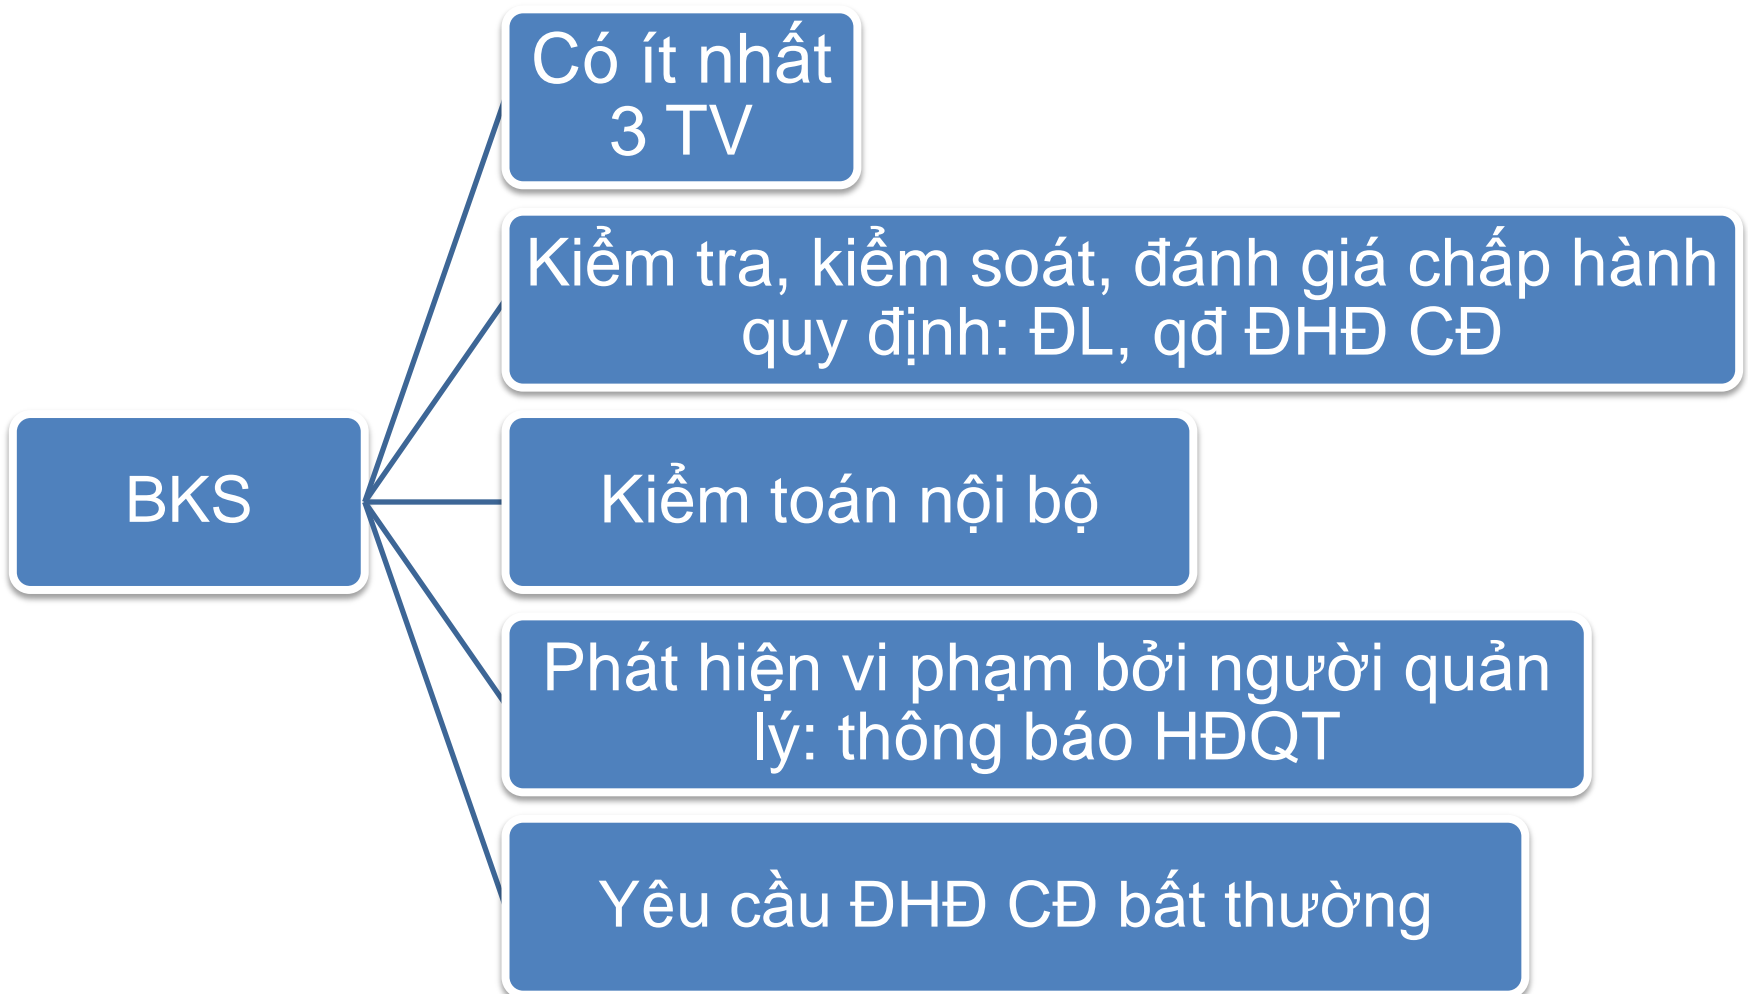 Có ít nhất
3 TV
Kiểm tra, kiểm soát, đánh giá chấp hành
quy định: ĐL, qđ ĐHĐ CĐ
BKS
Kiểm toán nội bộ
Phát hiện vi phạm bởi người quản
lý: thông báo HĐQT
Yêu cầu ĐHĐ CĐ bất thường